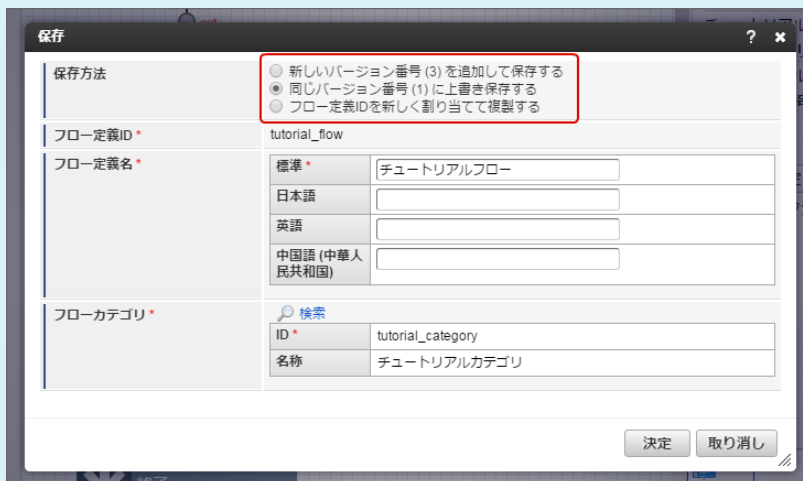 out
保存 ? ×
保存方法
新しいバージョン番号 (3) を追加して保存する
同じバージョン番号 (1) に上書き保存する
フロー定義IDを新しく割り当てて複製する
フロー定義ID * tutorial_flow
フロー定義名 *
標準 * チュートリアルフロー
日本語
英語
中国語 (中華人
民共和国)
フローカテゴリ *
検索
ID * tutorial_category
名称 チュートリアルカテゴリ
決定 取り消し
終了